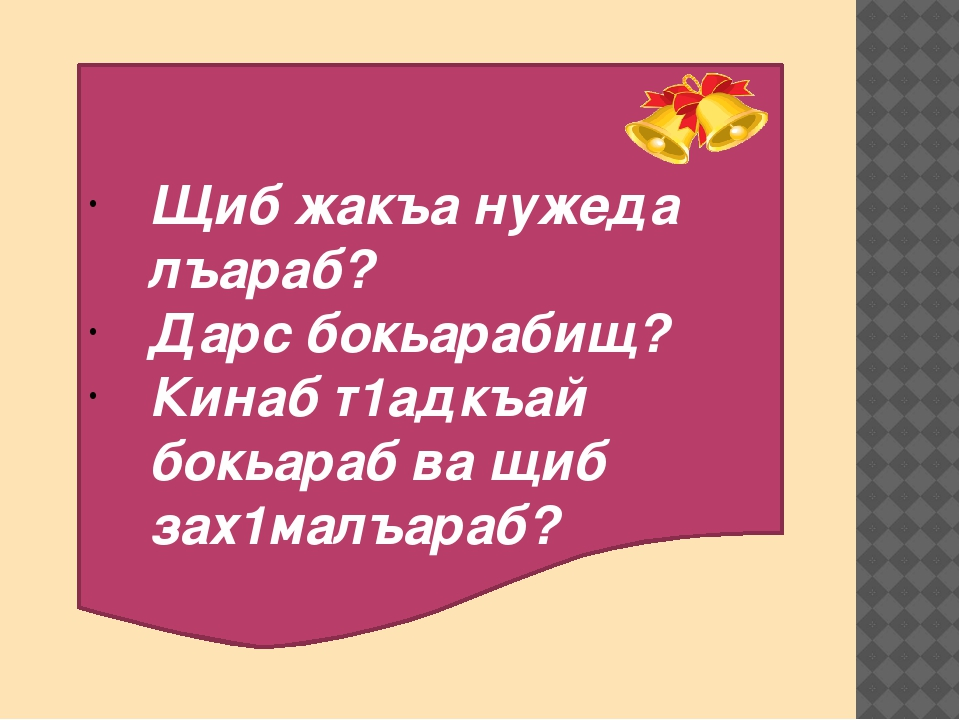 Щиб жакъа нужеда
лъараб?
Дарс бокьарабищ?
Кинаб т1адкъай
бокьараб ва щиб
зах1малъараб?